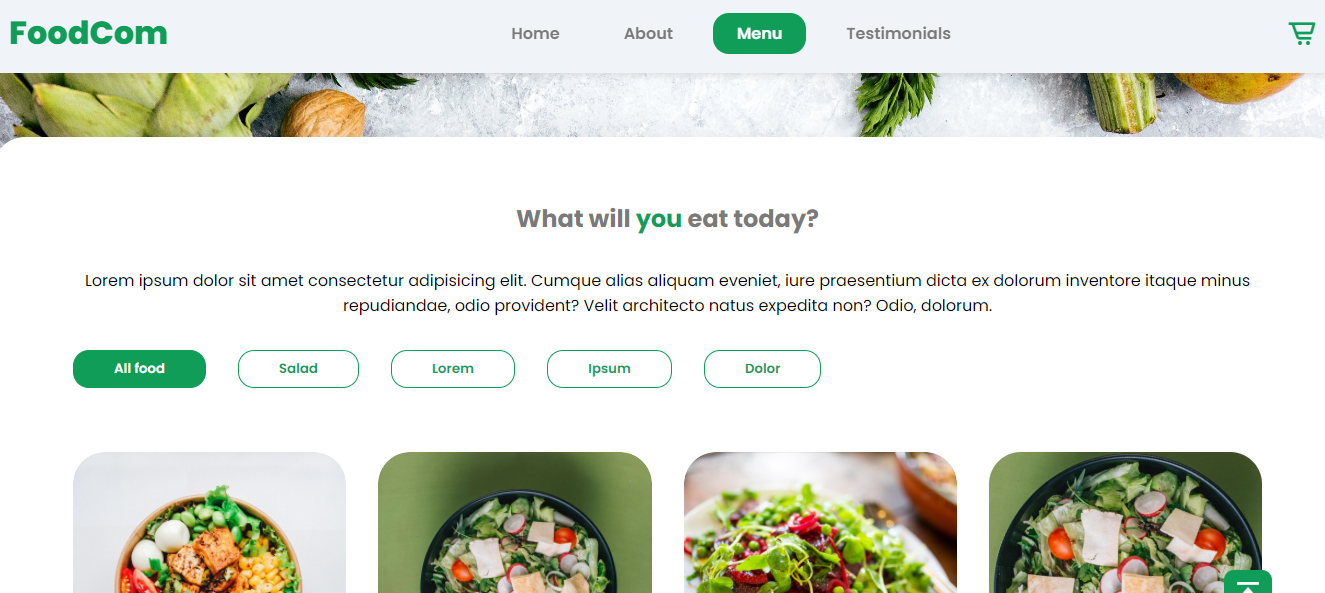 FoodCom
Home
About
Menu
Testimonials
What will you eat today?
Lorem ipsum dolor sit amet consectetur adipisicing elit. Cumque alias aliquam eveniet, iure praesentium dicta ex dolorum inventore itaque minus
repudiandae, odio provident? Velit architecto natus expedita non? Odio, dolorum.
All food
Salad
Lorem
Ipsum
Dolor